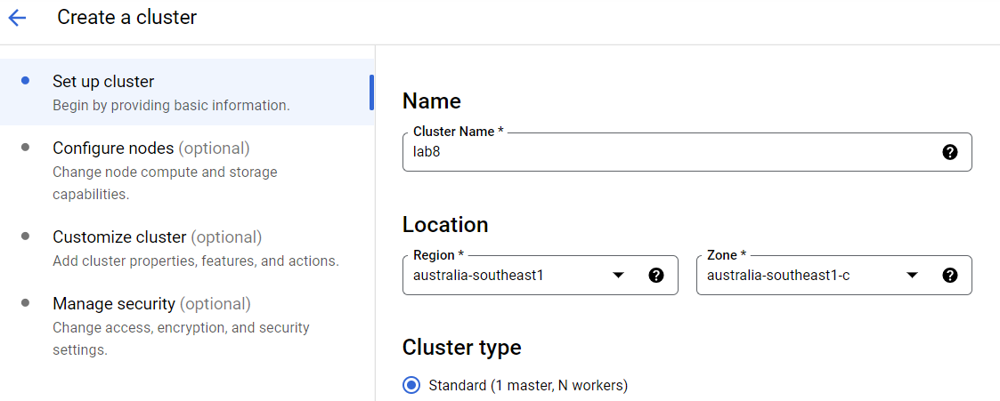 Create a cluster
Set up cluster
Begin by providing basic information.
Configure nodes (optional)
Change node compute and storage
capabilities.
Customize cluster (optional)
Add cluster properties, features, and actions.
Manage security (optional)
Change access, encryption, and security
settings.
Name
Cluster Name *
lab8
Location
Region *
australia-southeast1
Zone *
australia-southeast1-c
Cluster type
Standard (1 master, N workers)